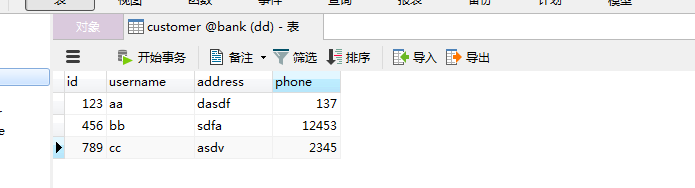 对象 customer @bank (dd) - 表
开始事务 备注 筛选 排序 导入 导出
id username address phone
123 aa dasdf 137
456 bb sdfa 12453
789 cc asdv 2345